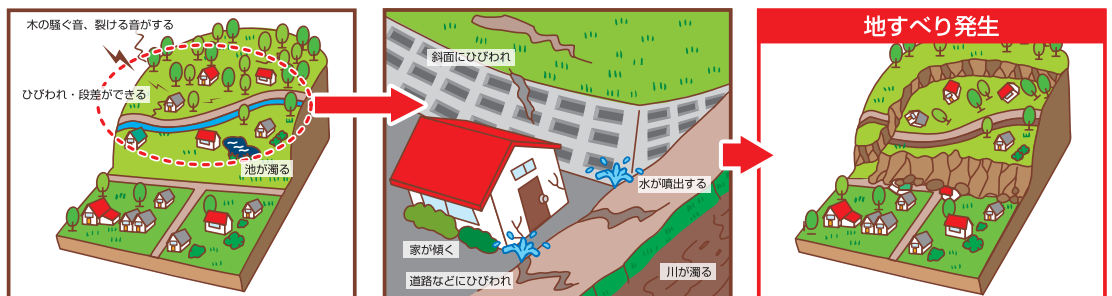 木の騒ぐ音、裂ける音がする
ひびわれ・段差ができる
池が濁る
斜面にひびわれ
水が噴出する
家が傾く
道路などにひびわれ
川が濁る
地すべり発生